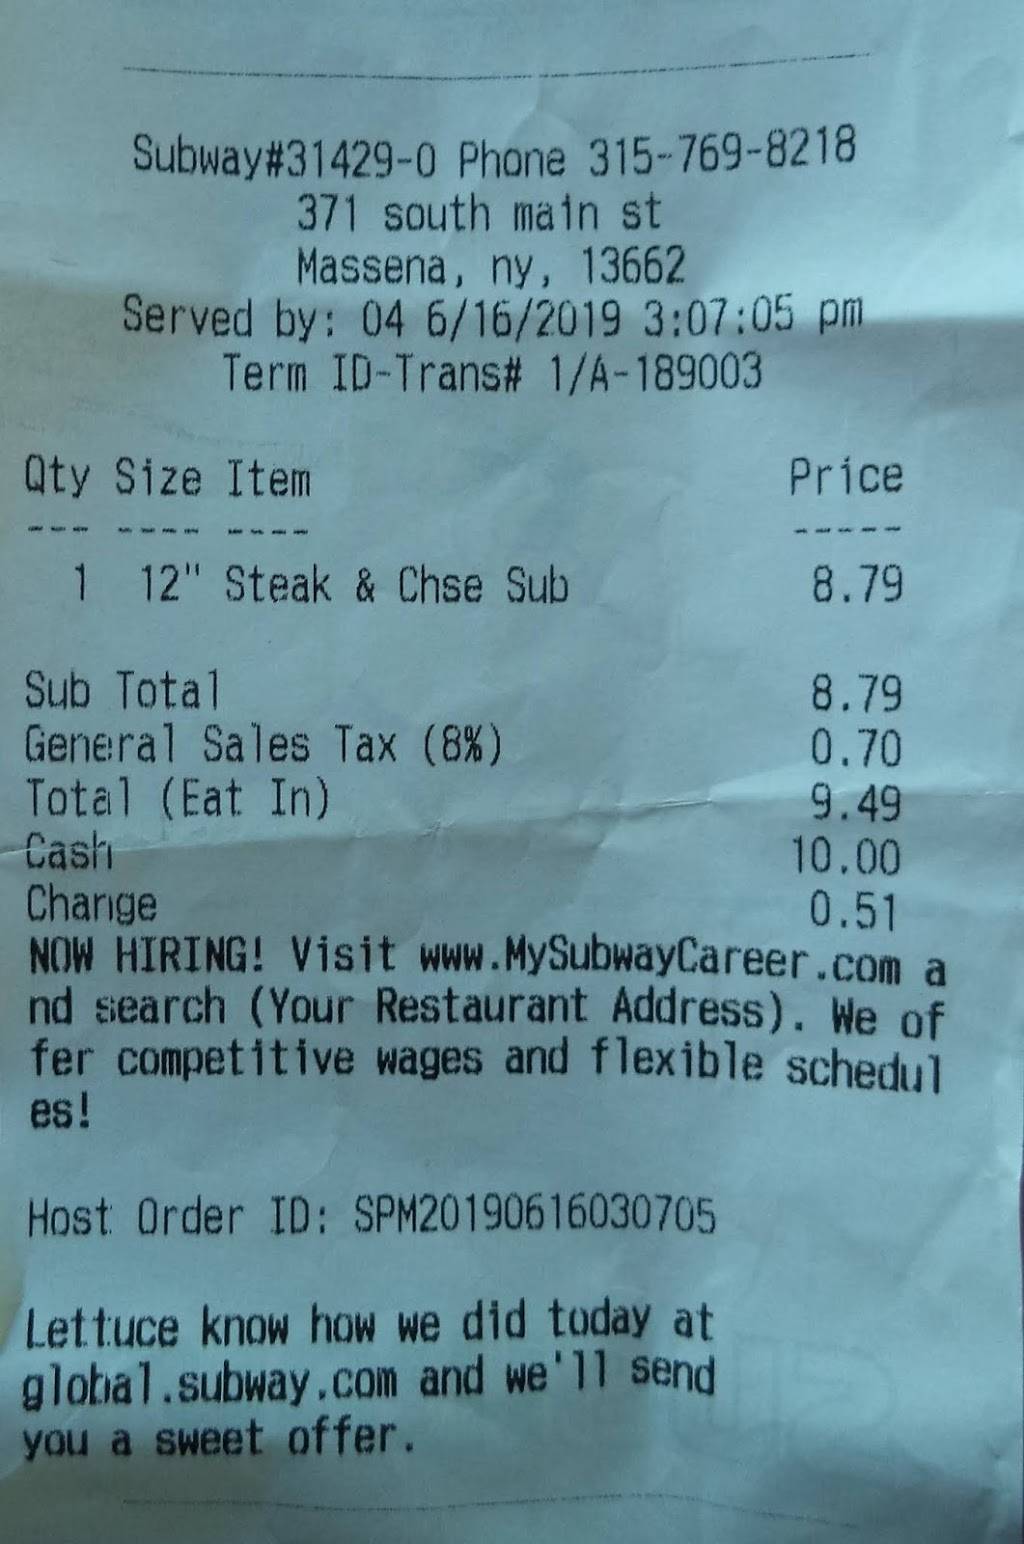 Subway#31429-0 Phone 315-769-8218
371 south main st
Massena, ny, 13662
Served by: 04 6/16/2019 3:07:05 pm
Term ID-Trans# 1/A-189003
Qty Size Item Price
--- ---- ---- -----
1 12" Steak & Chse Sub 8.79
Sub Total 8.79
General Sales Tax (8%) 0.70
Total (Eat In) 9.49
Cash 10.00
Change 0.51
NOW HIRING! Visit www.MySubwayCareer.com a
nd search (Your Restaurant Address). We of
fer competitive wages and flexible schedul
es!
Host Order ID: SPM20190616030705
Lettuce know how we did today at
global.subway.com and we'll send
you a sweet offer.